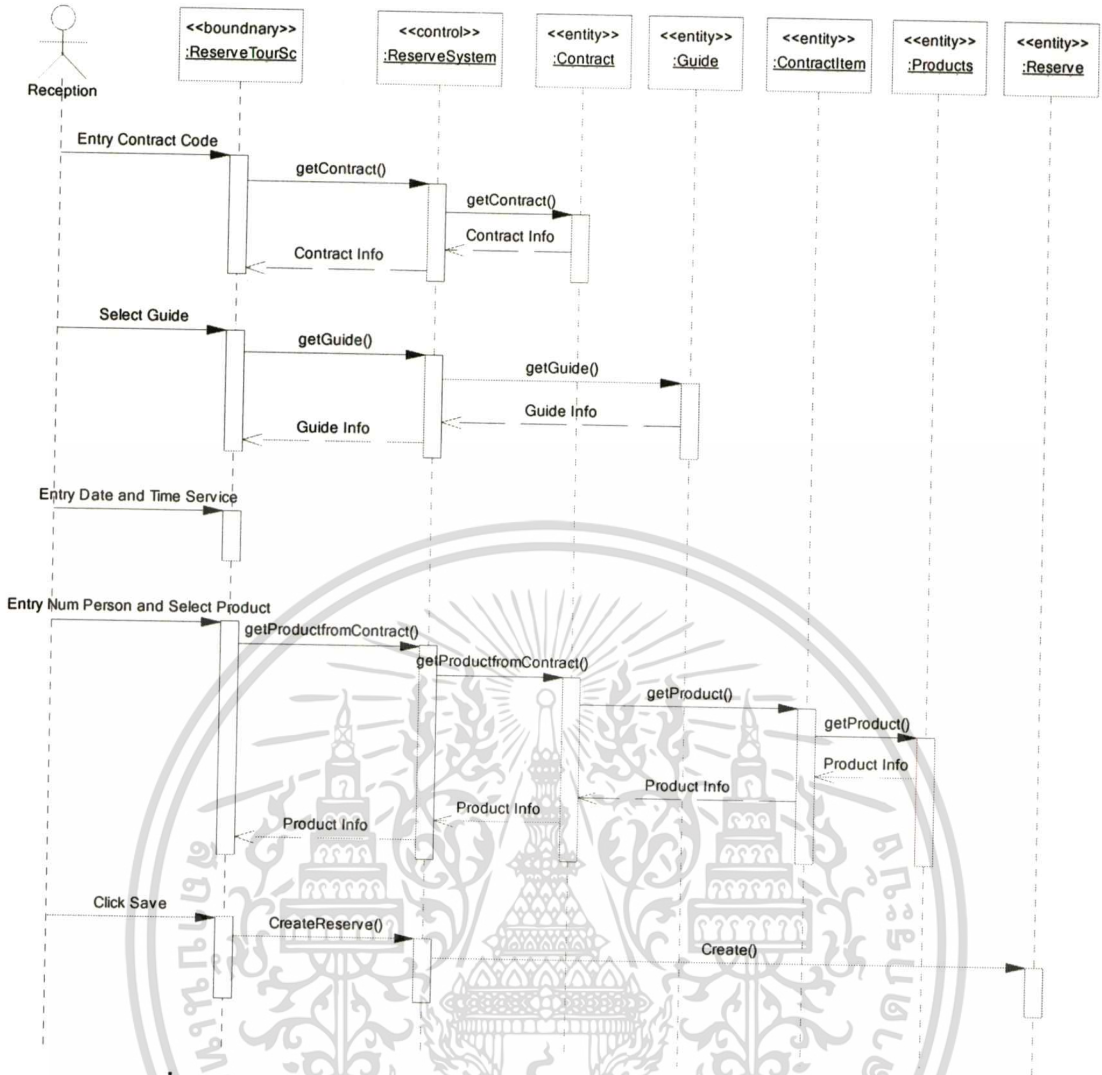 <<boundnary>>
:ReserveTourSc
<<control>>
:ReserveSystem
<<entity>>
:Contract
<<entity>>
:Guide
<<entity>>
:ContractItem
<<entity>>
:Products
<<entity>>
:Reserve
Reception
Entry Contract Code
getContract()
getContract()
Contract Info
Contract Info
Select Guide
getGuide()
getGuide()
Guide Info
Guide Info
Entry Date and Time Service
Entry Num Person and Select Product
getProductfromContract()
getProductfromContract()
getProduct()
getProduct()
Product Info
Product Info
Product Info
Product Info
Click Save
CreateReserve()
Create()